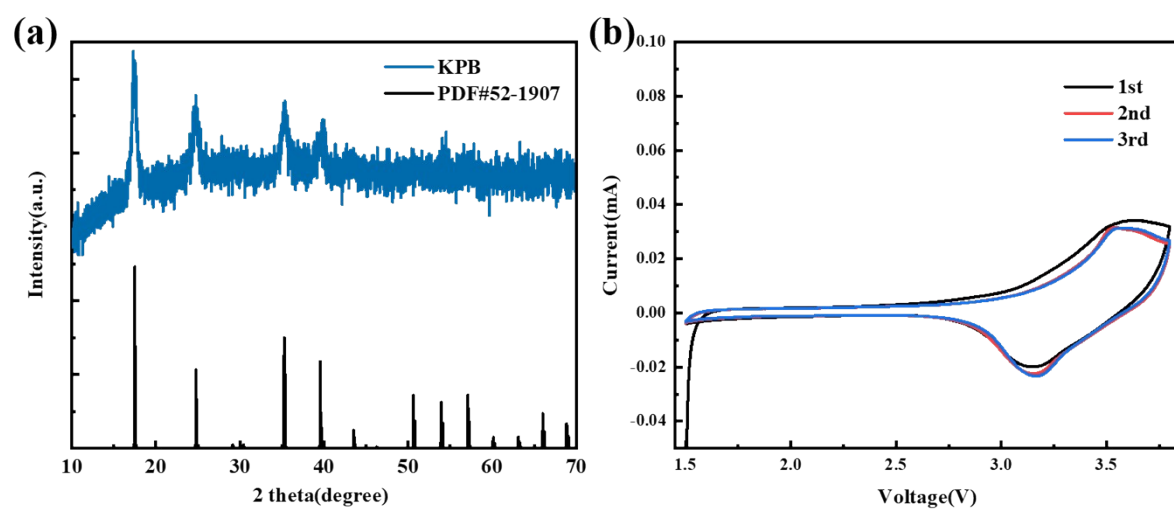 (a)
KPB
PDF#52-1907
Intensity(a.u.)
10 20 30 40 50 60 70
2 theta(degree)
(b)
1st
2nd
3rd
0.10
0.08
0.06
0.04
0.02
0.00
-0.02
-0.04
Current(mA)
1.5 2.0 2.5 3.0 3.5
Voltage(V)